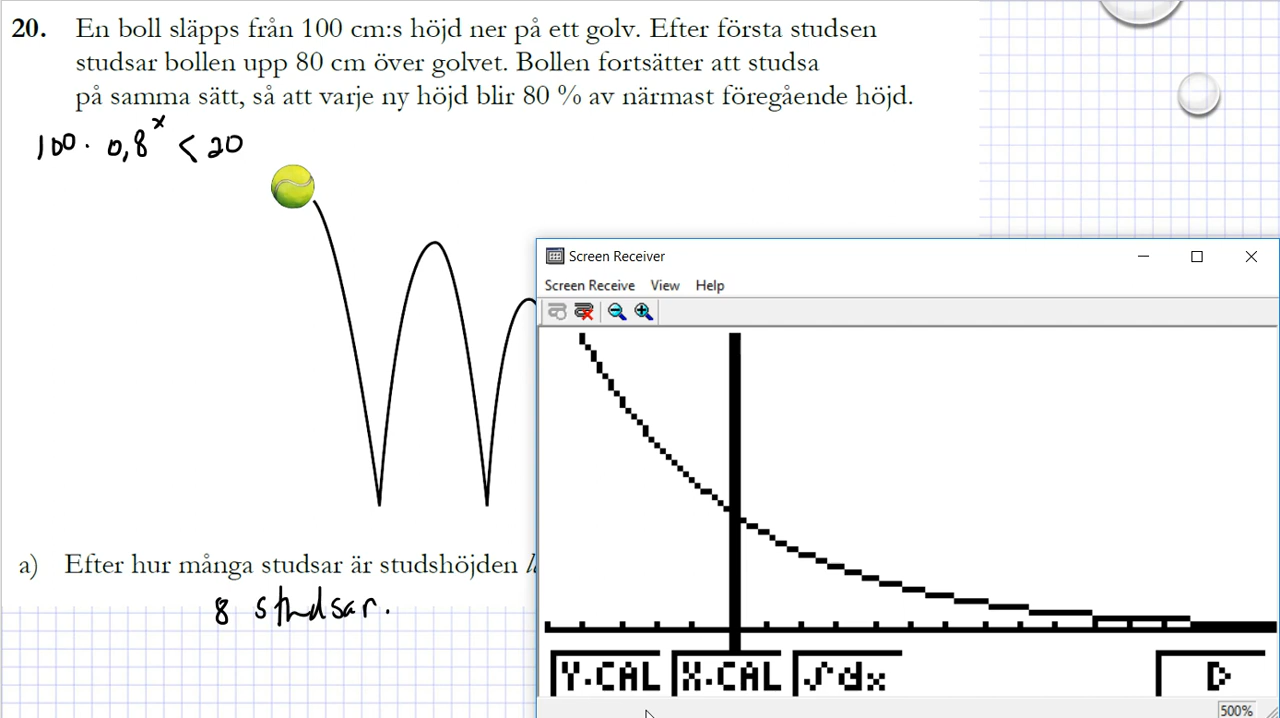 20. En boll släpps från 100 cm:s höjd ner på ett golv. Efter första studsen
studsar bollen upp 80 cm över golvet. Bollen fortsätter att studsa
på samma sätt, så att varje ny höjd blir 80 % av närmast föregående höjd.
100 · 0,8^x < 20
Screen Receiver
Screen Receive View Help
Y·CAL X·CAL ∫dx D
a) Efter hur många studsar är studshöjden
8 studsar.
500%